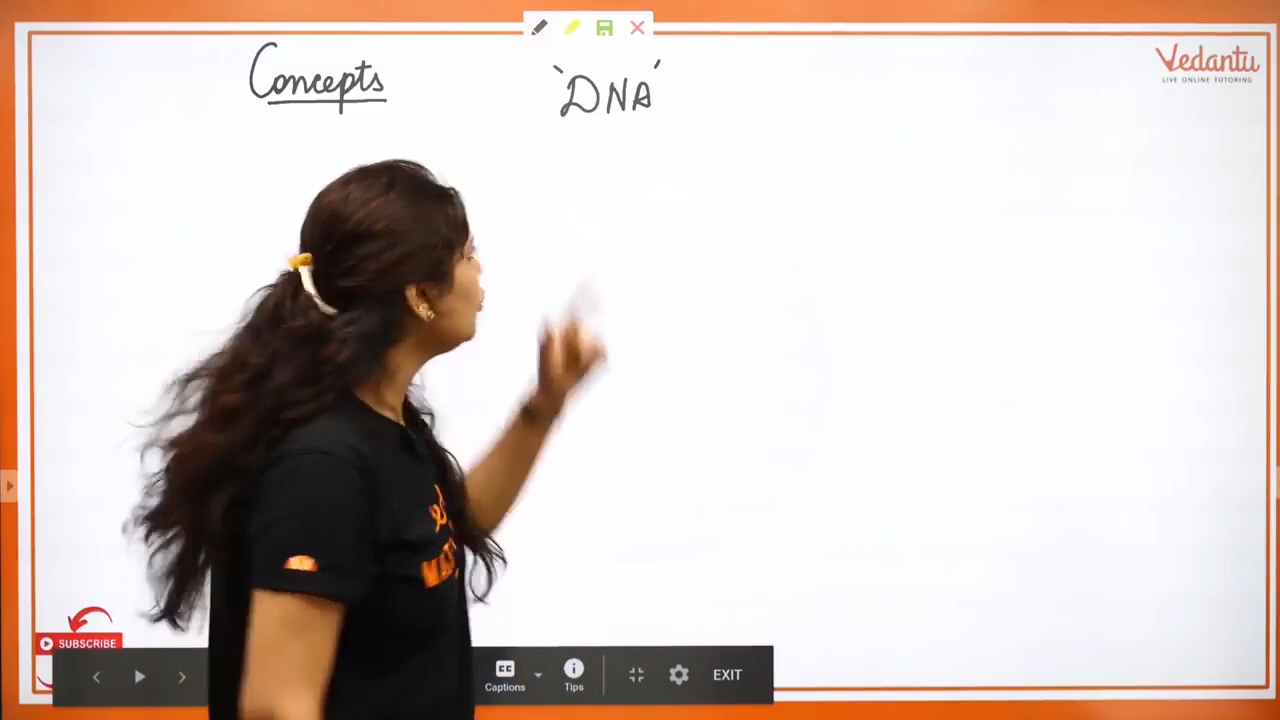 Concepts
`DNA´
Vedantu
LIVE ONLINE TUTORING
SUBSCRIBE
Captions
Tips
EXIT